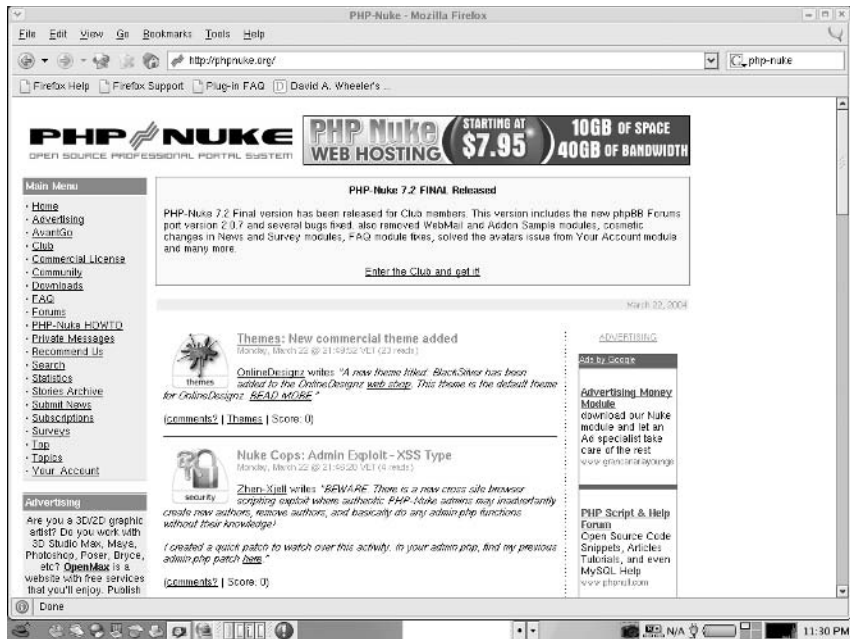 PHP-Nuke - Mozilla Firefox
File Edit View Go Bookmarks Tools Help
http://phpnuke.org/
php-nuke
Firefox Help Firefox Support Plug-in FAQ David A. Wheeler's ...
PHP NUKE
OPEN SOURCE PROFESSIONAL PORTAL SYSTEM
PHP Nuke
WEB HOSTING
STARTING AT
$7.95
10GB OF SPACE
40GB OF BANDWIDTH
Main Menu
· Home
· Advertising
· AvantGo
· Club
· Commercial License
· Community
· Downloads
· FAQ
· Forums
· PHP-Nuke HOWTO
· Private Messages
· Recommend Us
· Search
· Statistics
· Stories Archive
· Submit News
· Subscriptions
· Surveys
· Top
· Topics
· Your Account
Advertising
Are you a 3D/2D graphic
artist? Do you work with
3D Studio Max, Maya,
Photoshop, Poser, Bryce,
etc? OpenMax is a
website with free services
that you'll enjoy. Publish
PHP-Nuke 7.2 FINAL Released
PHP-Nuke 7.2 Final version has been released for Club members. This version includes the new phpBB Forums
port version 2.0.7 and several bugs fixed, also removed WebMail and Addon Sample modules, cosmetic
changes in News and Survey modules, FAQ module fixes, solved the avatars issue from Your Account module
and many more.
Enter the Club and get it!
March 22, 2004
themes
Themes: New commercial theme added
Monday, March 22 @ 21:49:52 VET (23 reads)
OnlineDesignz writes "A new theme titled: BlackSilver has been
added to the OnlineDesignz web shop. This theme is the default theme
for OnlineDesignz. READ MORE "
(comments? | Themes | Score: 0)
security
Nuke Cops: Admin Exploit - XSS Type
Monday, March 22 @ 21:46:20 VET (4 reads)
Zhen-Xjell writes "BEWARE. There is a new cross site browser
scripting exploit where authentic PHP-Nuke admins may inadvertantly
create new authors, remove authors, and basically do any admin.php functions
without their knowledge!
I created a quick patch to watch over this activity. In your admin.php, find my previous
admin.php patch here."
(comments? | Score: 0)
ADVERTISING
Ads by Google
Advertising Money
Module
download our Nuke
module and let an
Ad specialist take
care of the rest
PHP Script & Help
Forum
Open Source Code
Snippets, Articles
Tutorials, and even
MySQL Help
Done
N/A
11:30 PM